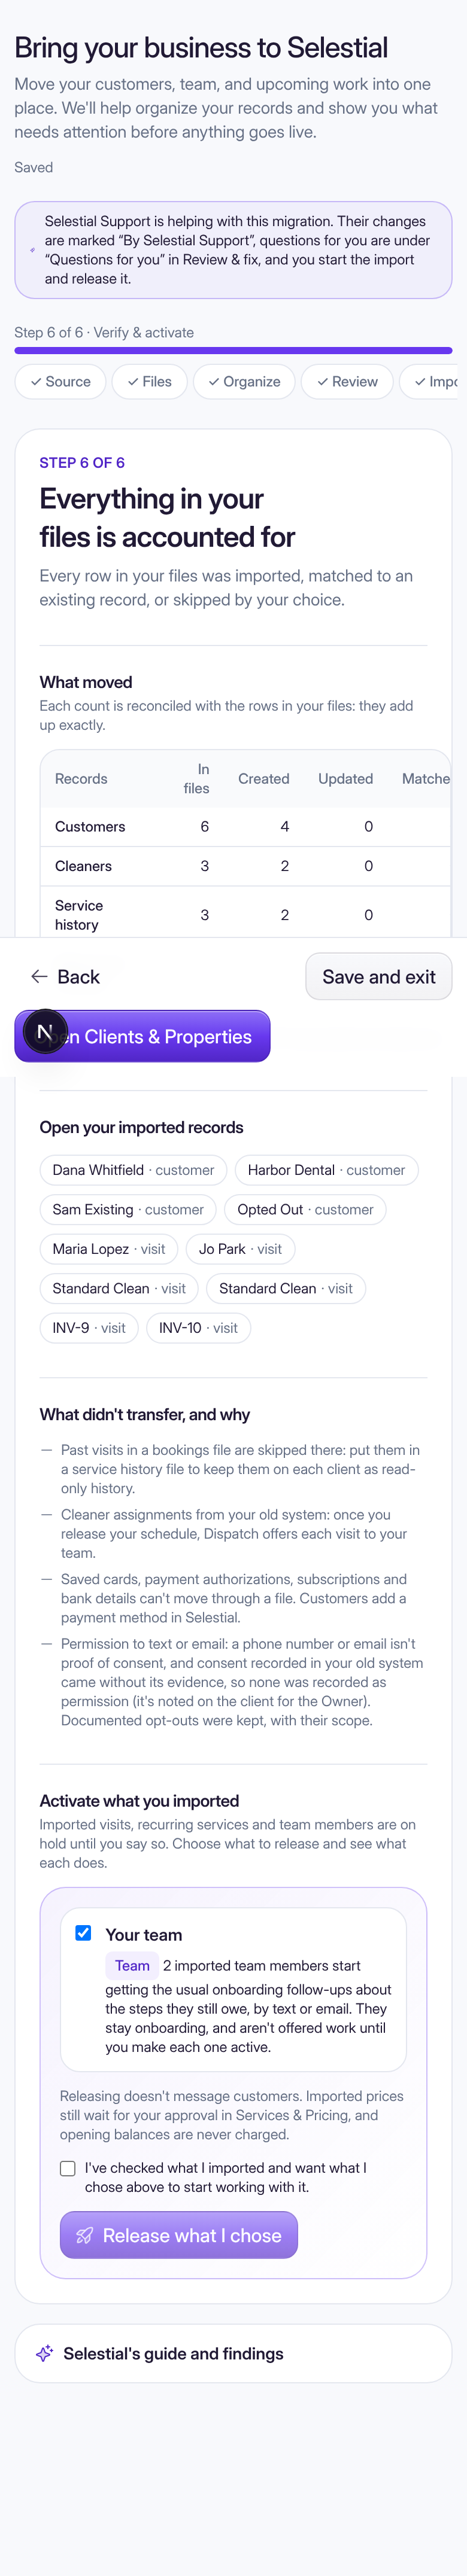 Bring your business to Selestial
Move your customers, team, and upcoming work into one
place. We'll help organize your records and show you what
needs attention before anything goes live.
Saved
Selestial Support is helping with this migration. Their changes
are marked “By Selestial Support”, questions for you are under
“Questions for you” in Review & fix, and you start the import
and release it.
Step 6 of 6 · Verify & activate
Source Files Organize Review Impo
STEP 6 OF 6
Everything in your
files is accounted for
Every row in your files was imported, matched to an
existing record, or skipped by your choice.
What moved
Each count is reconciled with the rows in your files: they add
up exactly.
Records In files Created Updated Matche
Customers 6 4 0
Cleaners 3 2 0
Service history 3 2 0
← Back Save and exit
N en Clients & Properties
Open your imported records
Dana Whitfield · customer Harbor Dental · customer
Sam Existing · customer Opted Out · customer
Maria Lopez · visit Jo Park · visit
Standard Clean · visit Standard Clean · visit
INV-9 · visit INV-10 · visit
What didn't transfer, and why
— Past visits in a bookings file are skipped there: put them in
a service history file to keep them on each client as read-
only history.
— Cleaner assignments from your old system: once you
release your schedule, Dispatch offers each visit to your
team.
— Saved cards, payment authorizations, subscriptions and
bank details can't move through a file. Customers add a
payment method in Selestial.
— Permission to text or email: a phone number or email isn't
proof of consent, and consent recorded in your old system
came without its evidence, so none was recorded as
permission (it's noted on the client for the Owner).
Documented opt-outs were kept, with their scope.
Activate what you imported
Imported visits, recurring services and team members are on
hold until you say so. Choose what to release and see what
each does.
Your team
Team 2 imported team members start
getting the usual onboarding follow-ups about
the steps they still owe, by text or email. They
stay onboarding, and aren't offered work until
you make each one active.
Releasing doesn't message customers. Imported prices
still wait for your approval in Services & Pricing, and
opening balances are never charged.
I've checked what I imported and want what I
chose above to start working with it.
Release what I chose
Selestial's guide and findings